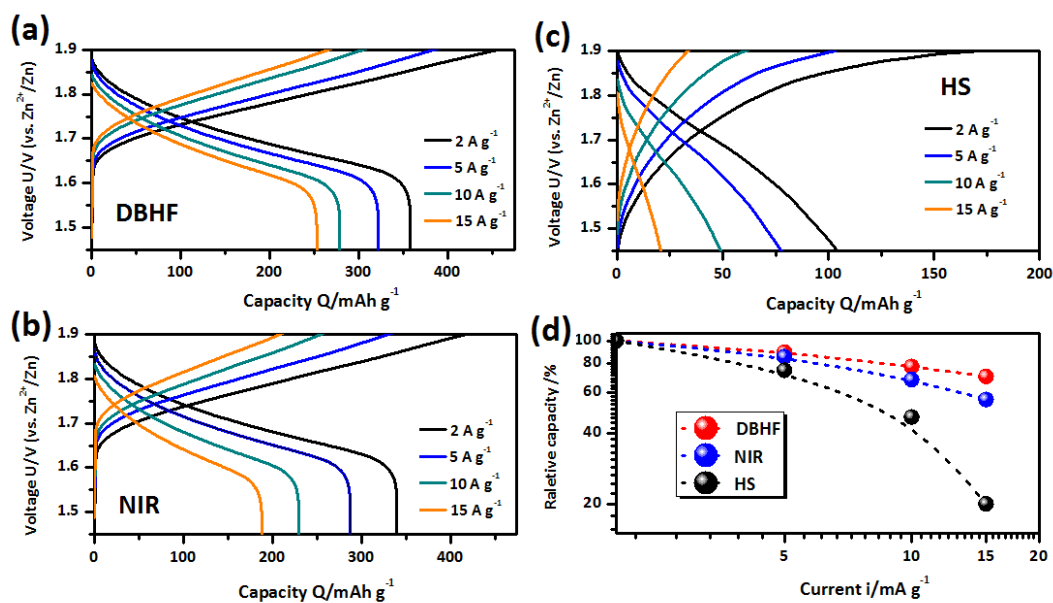 (a)
1.9
1.8
1.7
1.6
1.5
Voltage U/V (vs. Zn²⁺/Zn)
DBHF
2 A g⁻¹
5 A g⁻¹
10 A g⁻¹
15 A g⁻¹
0
100
200
300
400
Capacity Q/mAh g⁻¹
(c)
1.9
1.8
1.7
1.6
1.5
Voltage U/V (vs. Zn²⁺/Zn)
HS
2 A g⁻¹
5 A g⁻¹
10 A g⁻¹
15 A g⁻¹
0
50
100
150
200
Capacity Q/mAh g⁻¹
(b)
1.9
1.8
1.7
1.6
1.5
Voltage U/V (vs. Zn²⁺/Zn)
NIR
2 A g⁻¹
5 A g⁻¹
10 A g⁻¹
15 A g⁻¹
0
100
200
300
400
Capacity Q/mAh g⁻¹
(d)
100
80
60
40
20
Raletive capacity /%
DBHF
NIR
HS
5
10
15
20
Current i/mA g⁻¹